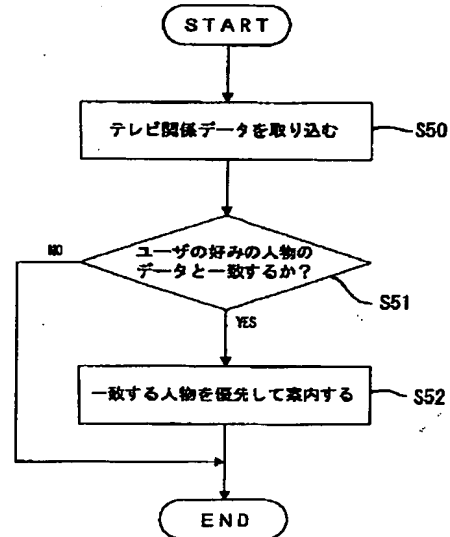 START
テレビ関係データを取り込む
S50
ユーザの好みの人物の
データと一致するか?
NO
S51
YES
一致する人物を優先して案内する
S52
END